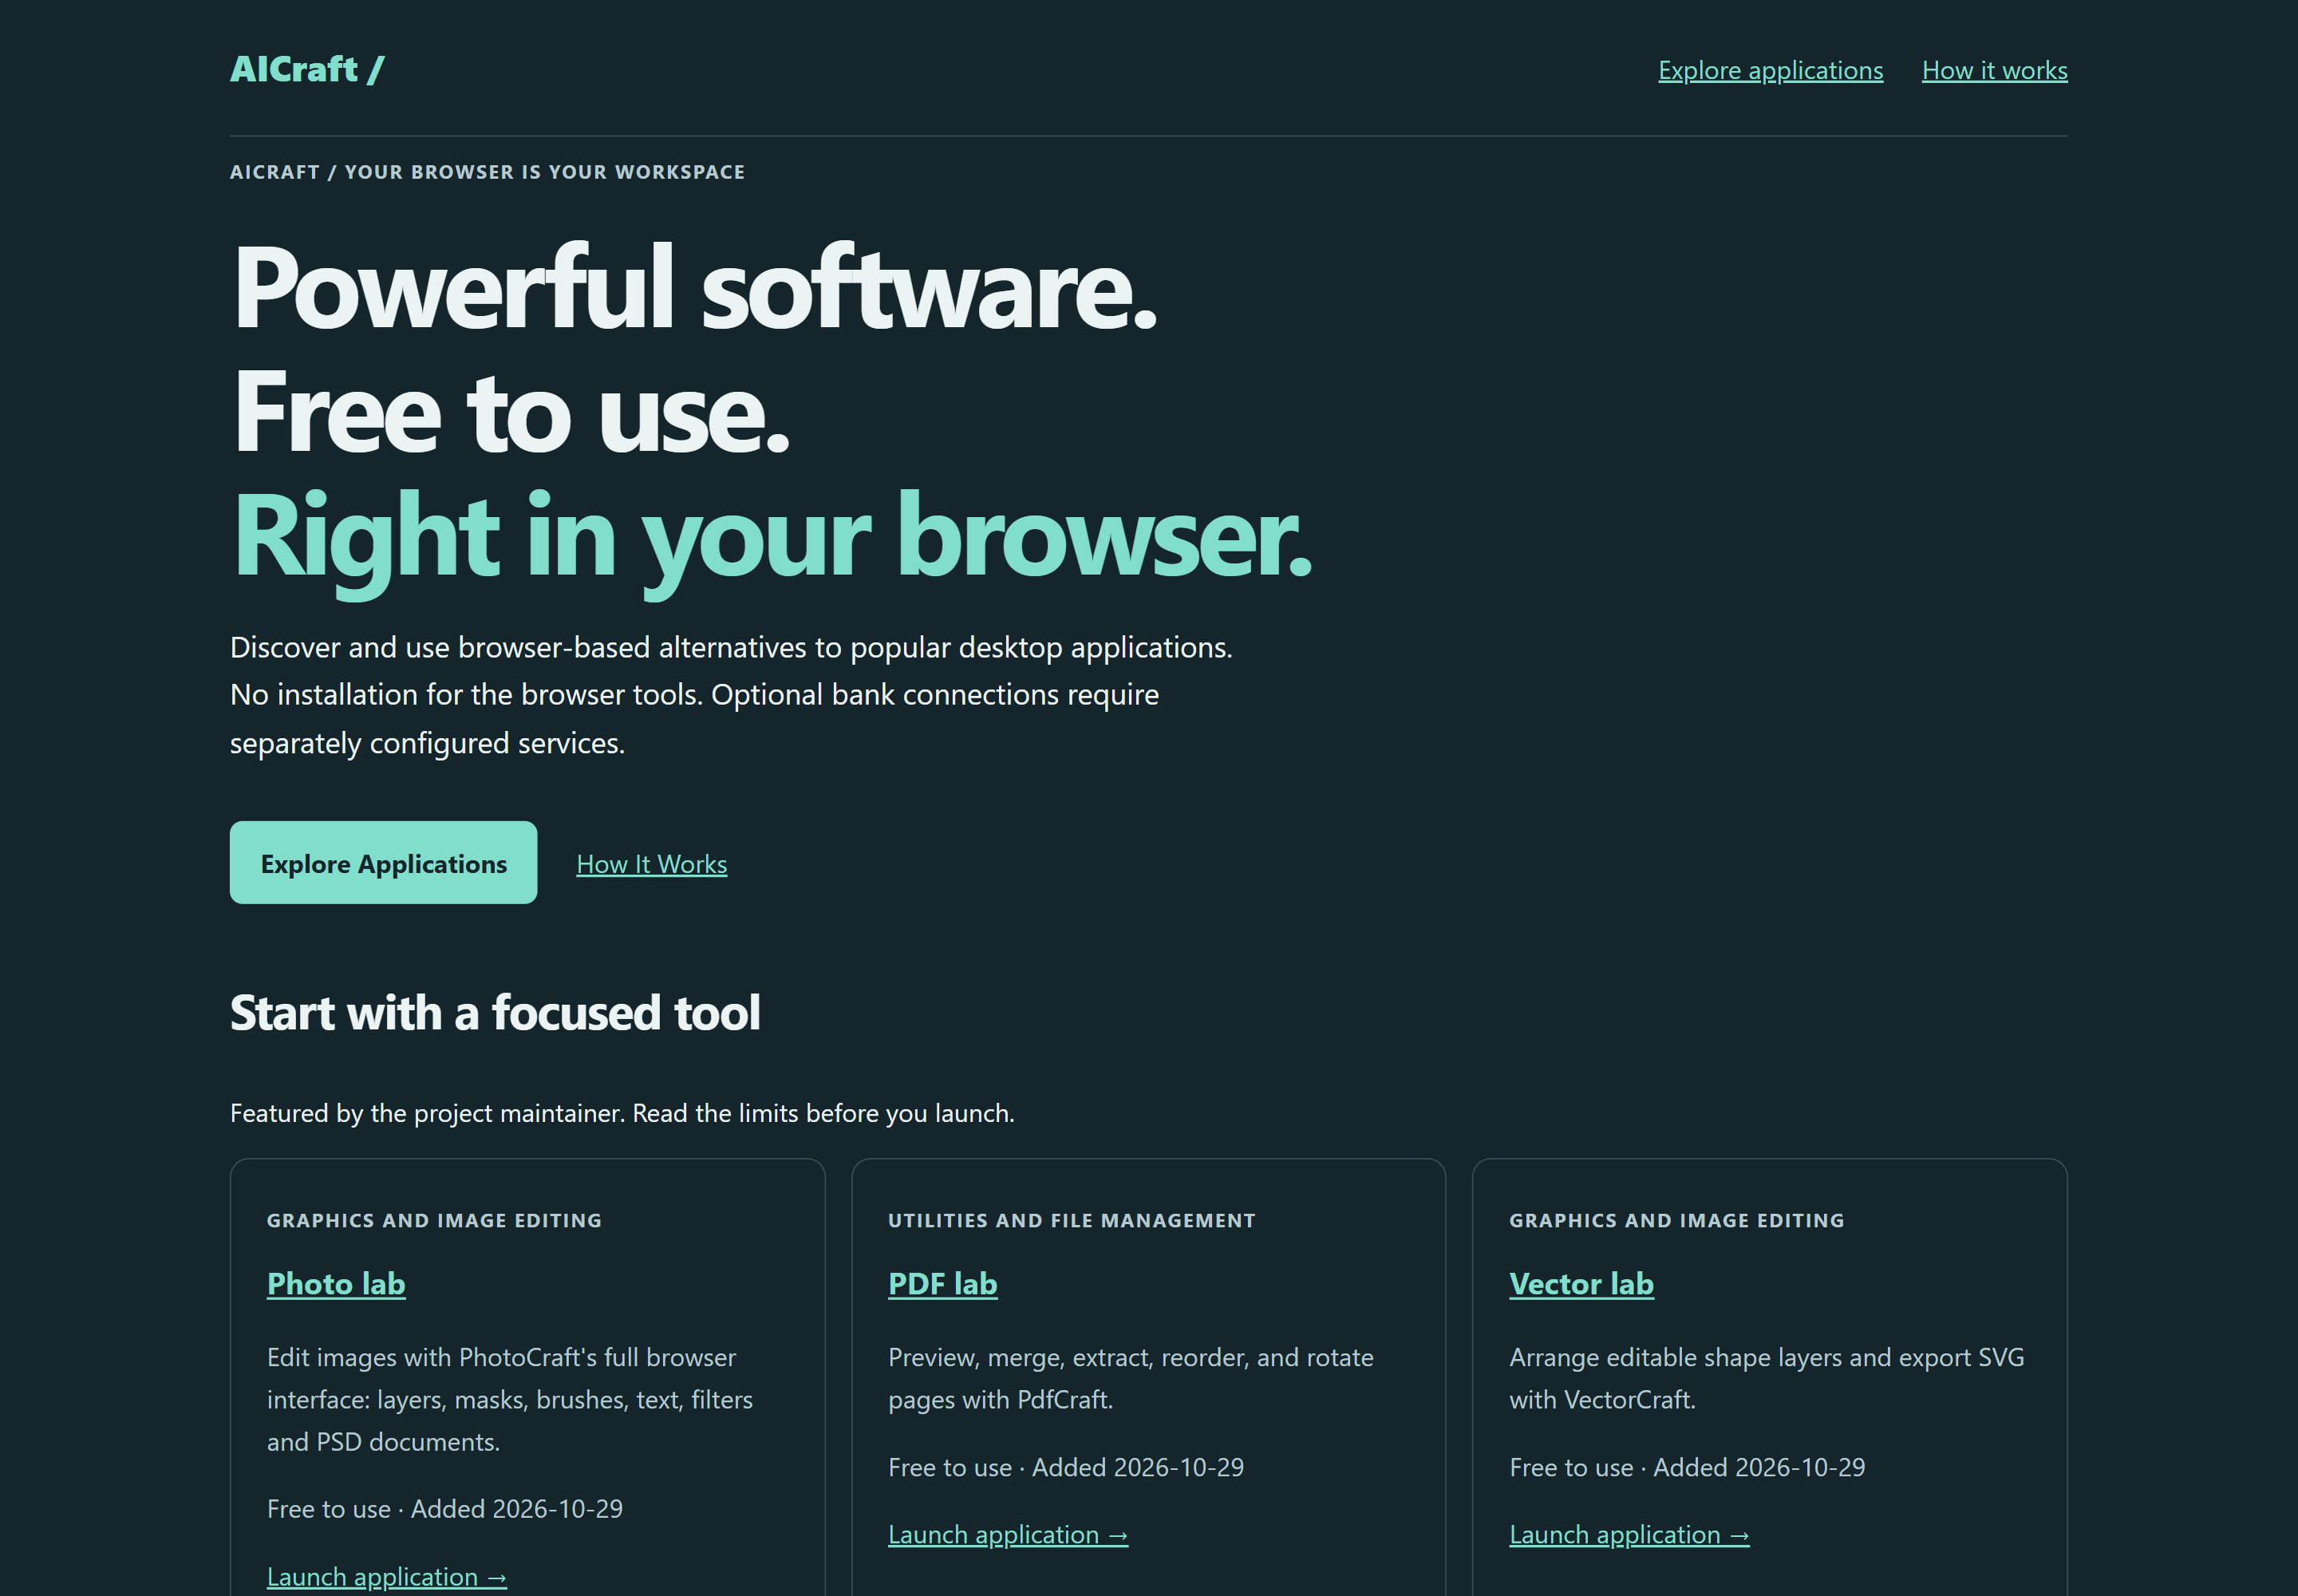 AICraft /
Explore applications
How it works
AICRAFT / YOUR BROWSER IS YOUR WORKSPACE
Powerful software.
Free to use.
Right in your browser.
Discover and use browser-based alternatives to popular desktop applications.
No installation for the browser tools. Optional bank connections require
separately configured services.
Explore Applications
How It Works
Start with a focused tool
Featured by the project maintainer. Read the limits before you launch.
GRAPHICS AND IMAGE EDITING
Photo lab
Edit images with PhotoCraft's full browser
interface: layers, masks, brushes, text, filters
and PSD documents.
Free to use · Added 2026-10-29
Launch application →
UTILITIES AND FILE MANAGEMENT
PDF lab
Preview, merge, extract, reorder, and rotate
pages with PdfCraft.
Free to use · Added 2026-10-29
Launch application →
GRAPHICS AND IMAGE EDITING
Vector lab
Arrange editable shape layers and export SVG
with VectorCraft.
Free to use · Added 2026-10-29
Launch application →